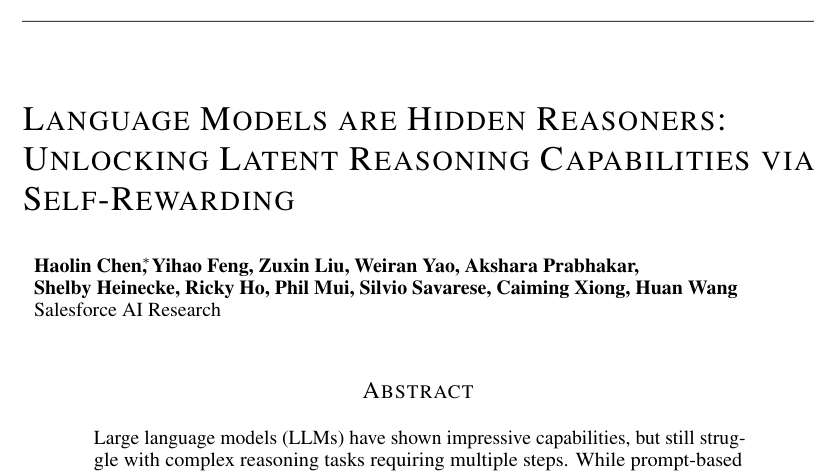 LANGUAGE MODELS ARE HIDDEN REASONERS:
UNLOCKING LATENT REASONING CAPABILITIES VIA
SELF-REWARDING
Haolin Chen,* Yihao Feng, Zuxin Liu, Weiran Yao, Akshara Prabhakar,
Shelby Heinecke, Ricky Ho, Phil Mui, Silvio Savarese, Caiming Xiong, Huan Wang
Salesforce AI Research
ABSTRACT
Large language models (LLMs) have shown impressive capabilities, but still strug-
gle with complex reasoning tasks requiring multiple steps. While prompt-based